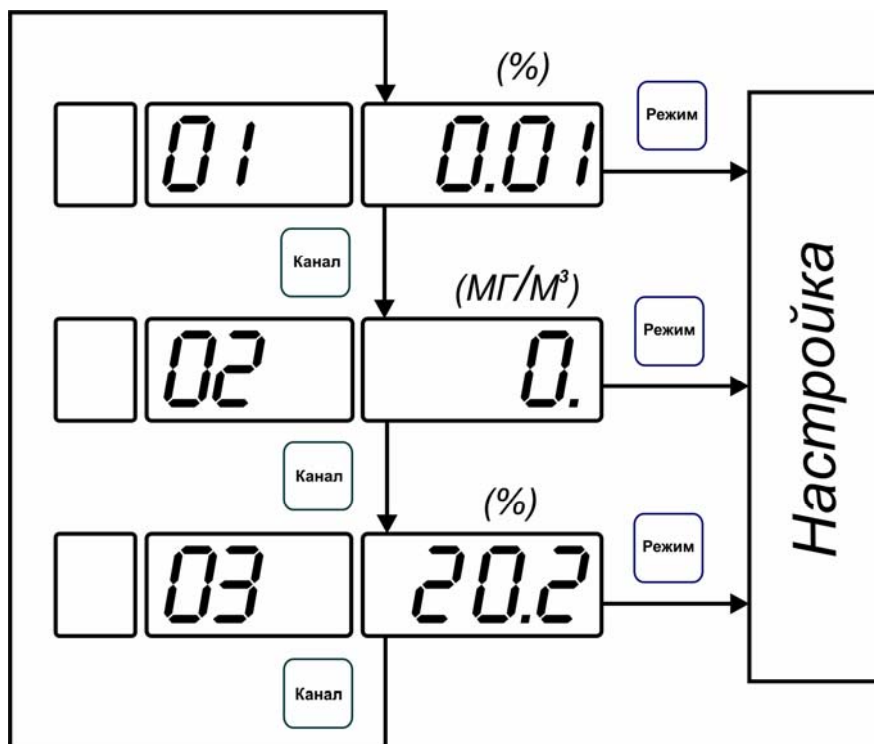 (%)
Режим
01 0.01
Канал
(МГ/М³)
Режим
02 0.
Канал
(%)
Режим
03 20.2
Канал
Настройка